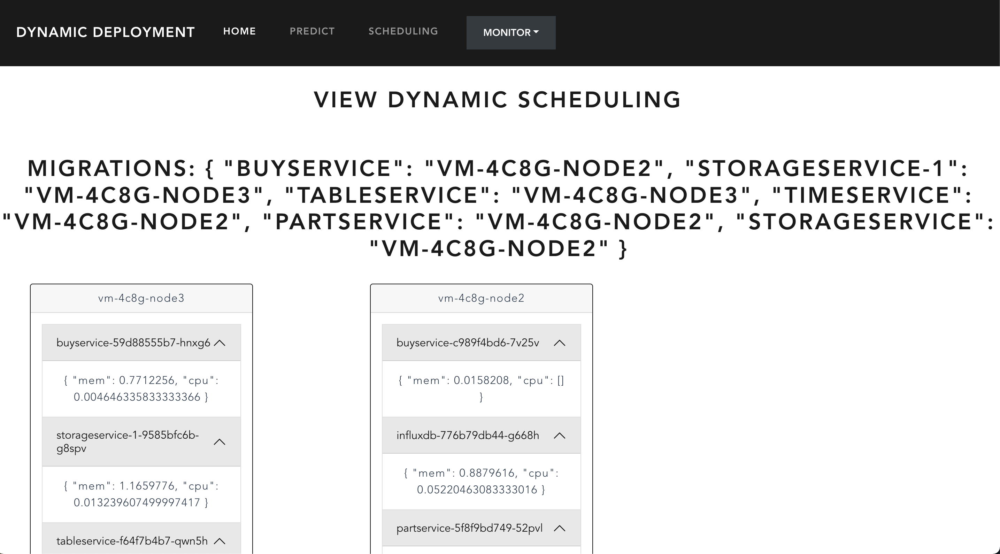 DYNAMIC DEPLOYMENT HOME PREDICT SCHEDULING MONITOR
VIEW DYNAMIC SCHEDULING
MIGRATIONS: { "BUYSERVICE": "VM-4C8G-NODE2", "STORAGESERVICE-1":
"VM-4C8G-NODE3", "TABLESERVICE": "VM-4C8G-NODE3", "TIMESERVICE":
"VM-4C8G-NODE2", "PARTSERVICE": "VM-4C8G-NODE2", "STORAGESERVICE":
"VM-4C8G-NODE2" }
vm-4c8g-node3
buyservice-59d88555b7-hnxg6
{ "mem": 0.7712256, "cpu":
0.004646335833333366 }
storageservice-1-9585bfc6b-
g8spv
{ "mem": 1.1659776, "cpu":
0.013239607499997417 }
tableservice-f64f7b4b7-qwn5h
vm-4c8g-node2
buyservice-c989f4bd6-7v25v
{ "mem": 0.0158208, "cpu": []
}
influxdb-776b79db44-g668h
{ "mem": 0.8879616, "cpu":
0.05220463083333016 }
partservice-5f8f9bd749-52pvl